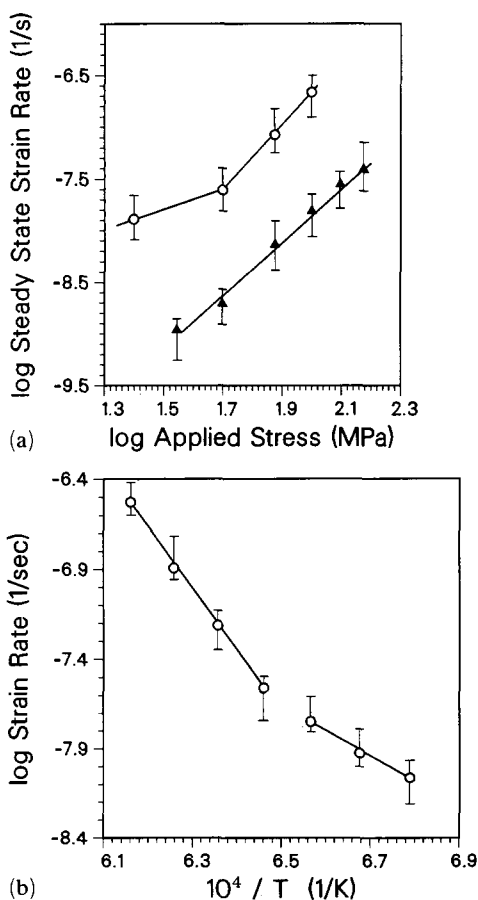 log Steady State Strain Rate (1/s)
-6.5
-7.5
-8.5
-9.5
1.3 1.5 1.7 1.9 2.1 2.3
(a) log Applied Stress (MPa)
log Strain Rate (1/sec)
-6.4
-6.9
-7.4
-7.9
-8.4
6.1 6.3 6.5 6.7 6.9
(b) 10⁴ / T (1/K)